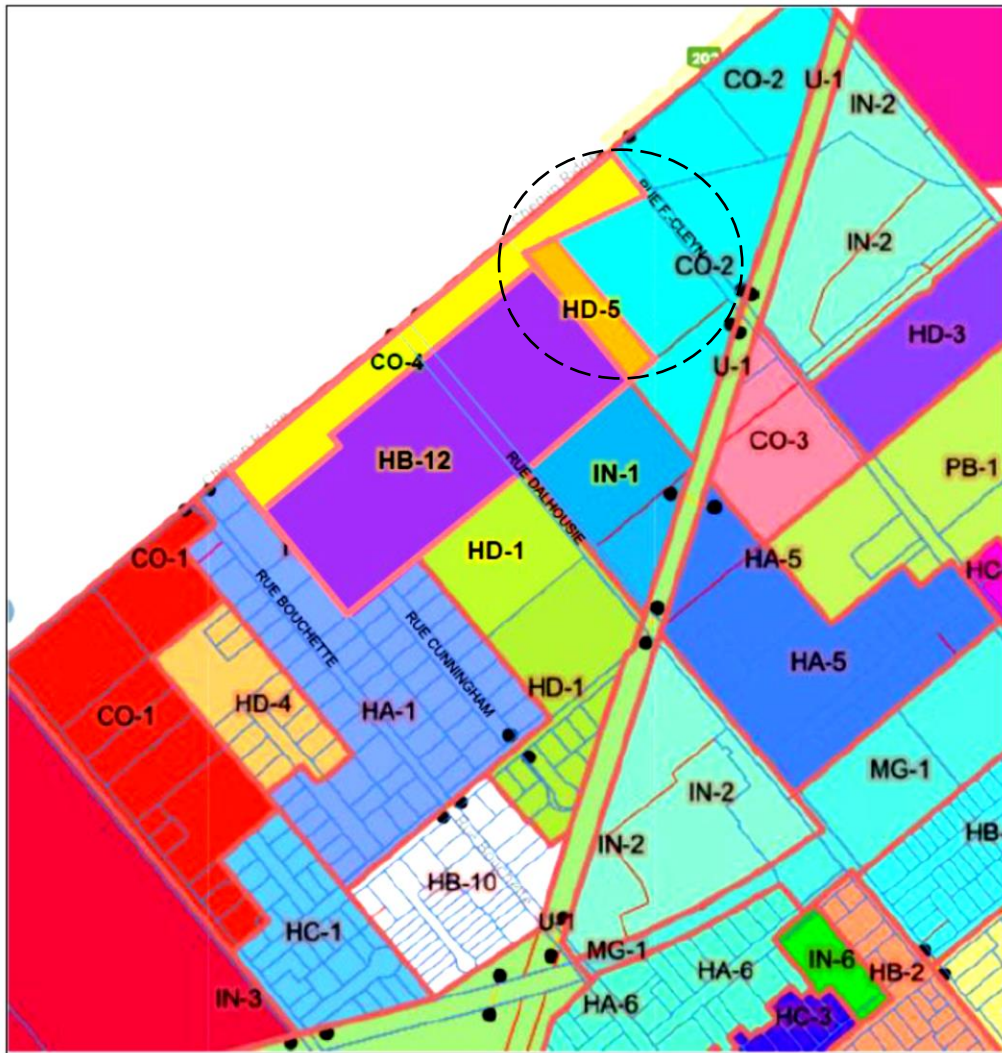 202
CO-2
U-1
IN-2
RUE F.-CLEYN
IN-2
CO-2
HD-5
HD-3
CO-4
U-1
CO-3
HB-12
IN-1
PB-1
RUE DALHOUSIE
HD-1
CO-1
HA-5
HC-
RUE BOUCHETTE
RUE CUNNINGHAM
HA-5
HD-1
HD-4
HA-1
CO-1
MG-1
IN-2
HB-
IN-2
HB-10
U-1
HC-1
MG-1
HA-6
IN-6
HB-2
IN-3
HA-6
HC-3